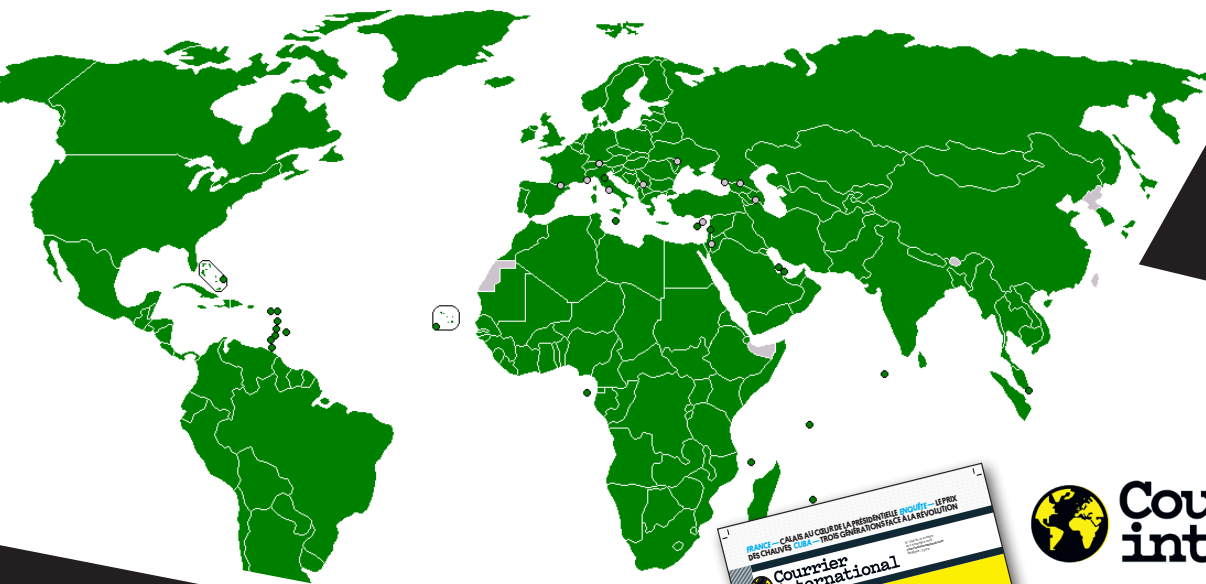 FRANCE — CALAIS AU CŒUR DE LA PRÉSIDENTIELLE ENQUÊTE — LE PRIX
DES CHAUVES CUBA — TROIS GÉNÉRATIONS FACE À LA RÉVOLUTION
Courrier
ternational
Cou
int